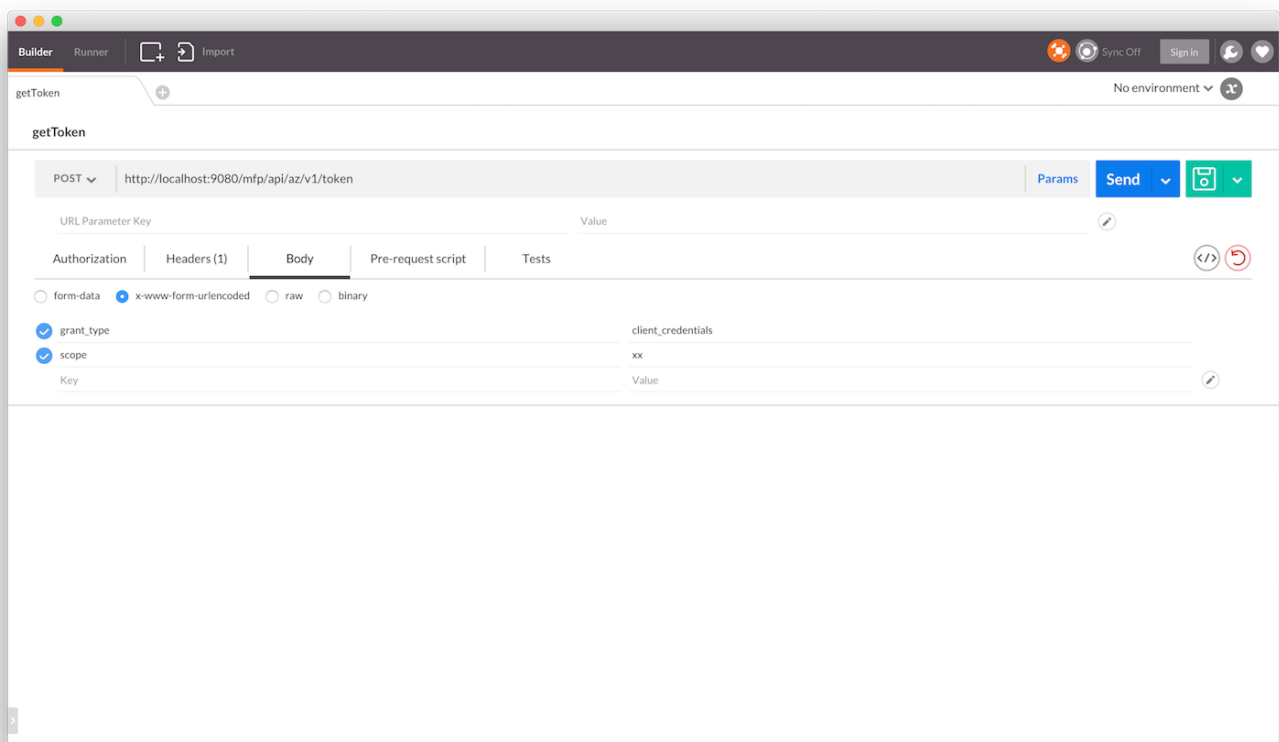 Builder Runner Import Sync Off Sign in
getToken No environment x
getToken
POST http://localhost:9080/mfp/api/az/v1/token Params Send
URL Parameter Key Value
Authorization Headers (1) Body Pre-request script Tests </>
form-data x-www-form-urlencoded raw binary
grant_type client_credentials
scope xx
Key Value